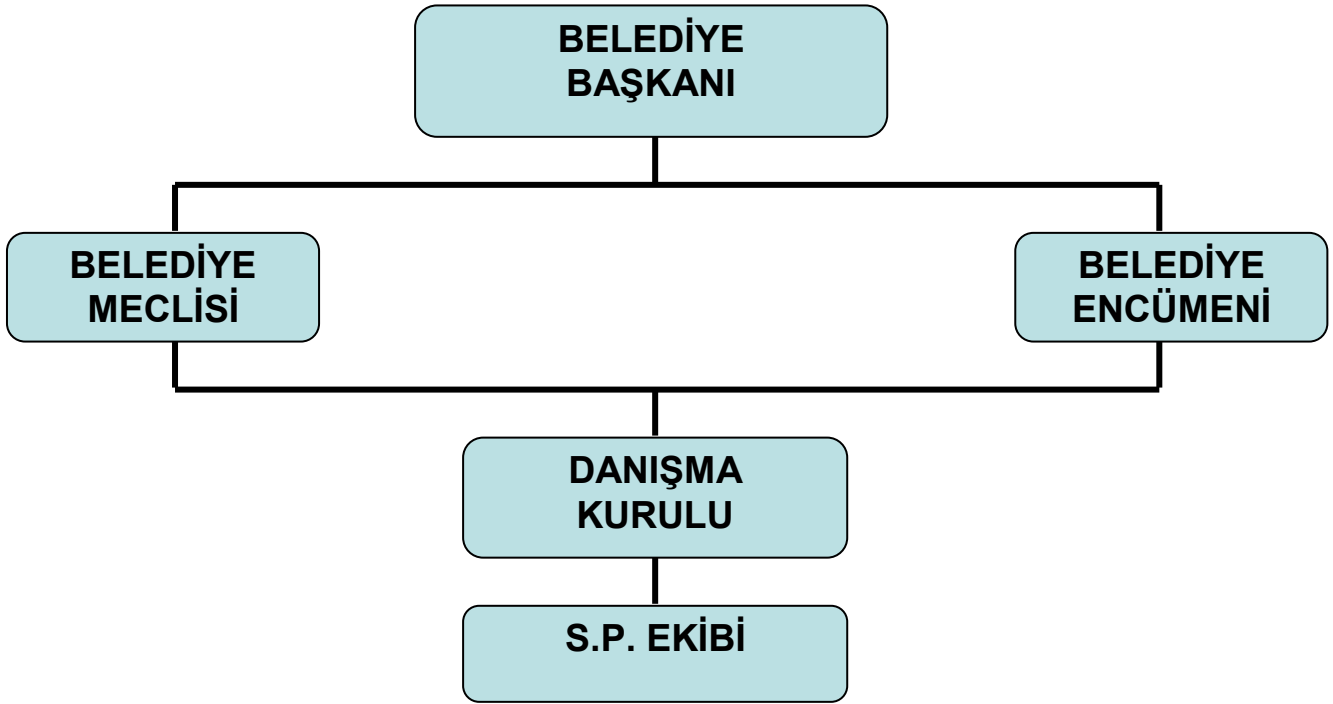 BELEDİYE
BAŞKANI
BELEDİYE
MECLİSİ
BELEDİYE
ENCÜMENİ
DANIŞMA
KURULU
S.P. EKİBİ